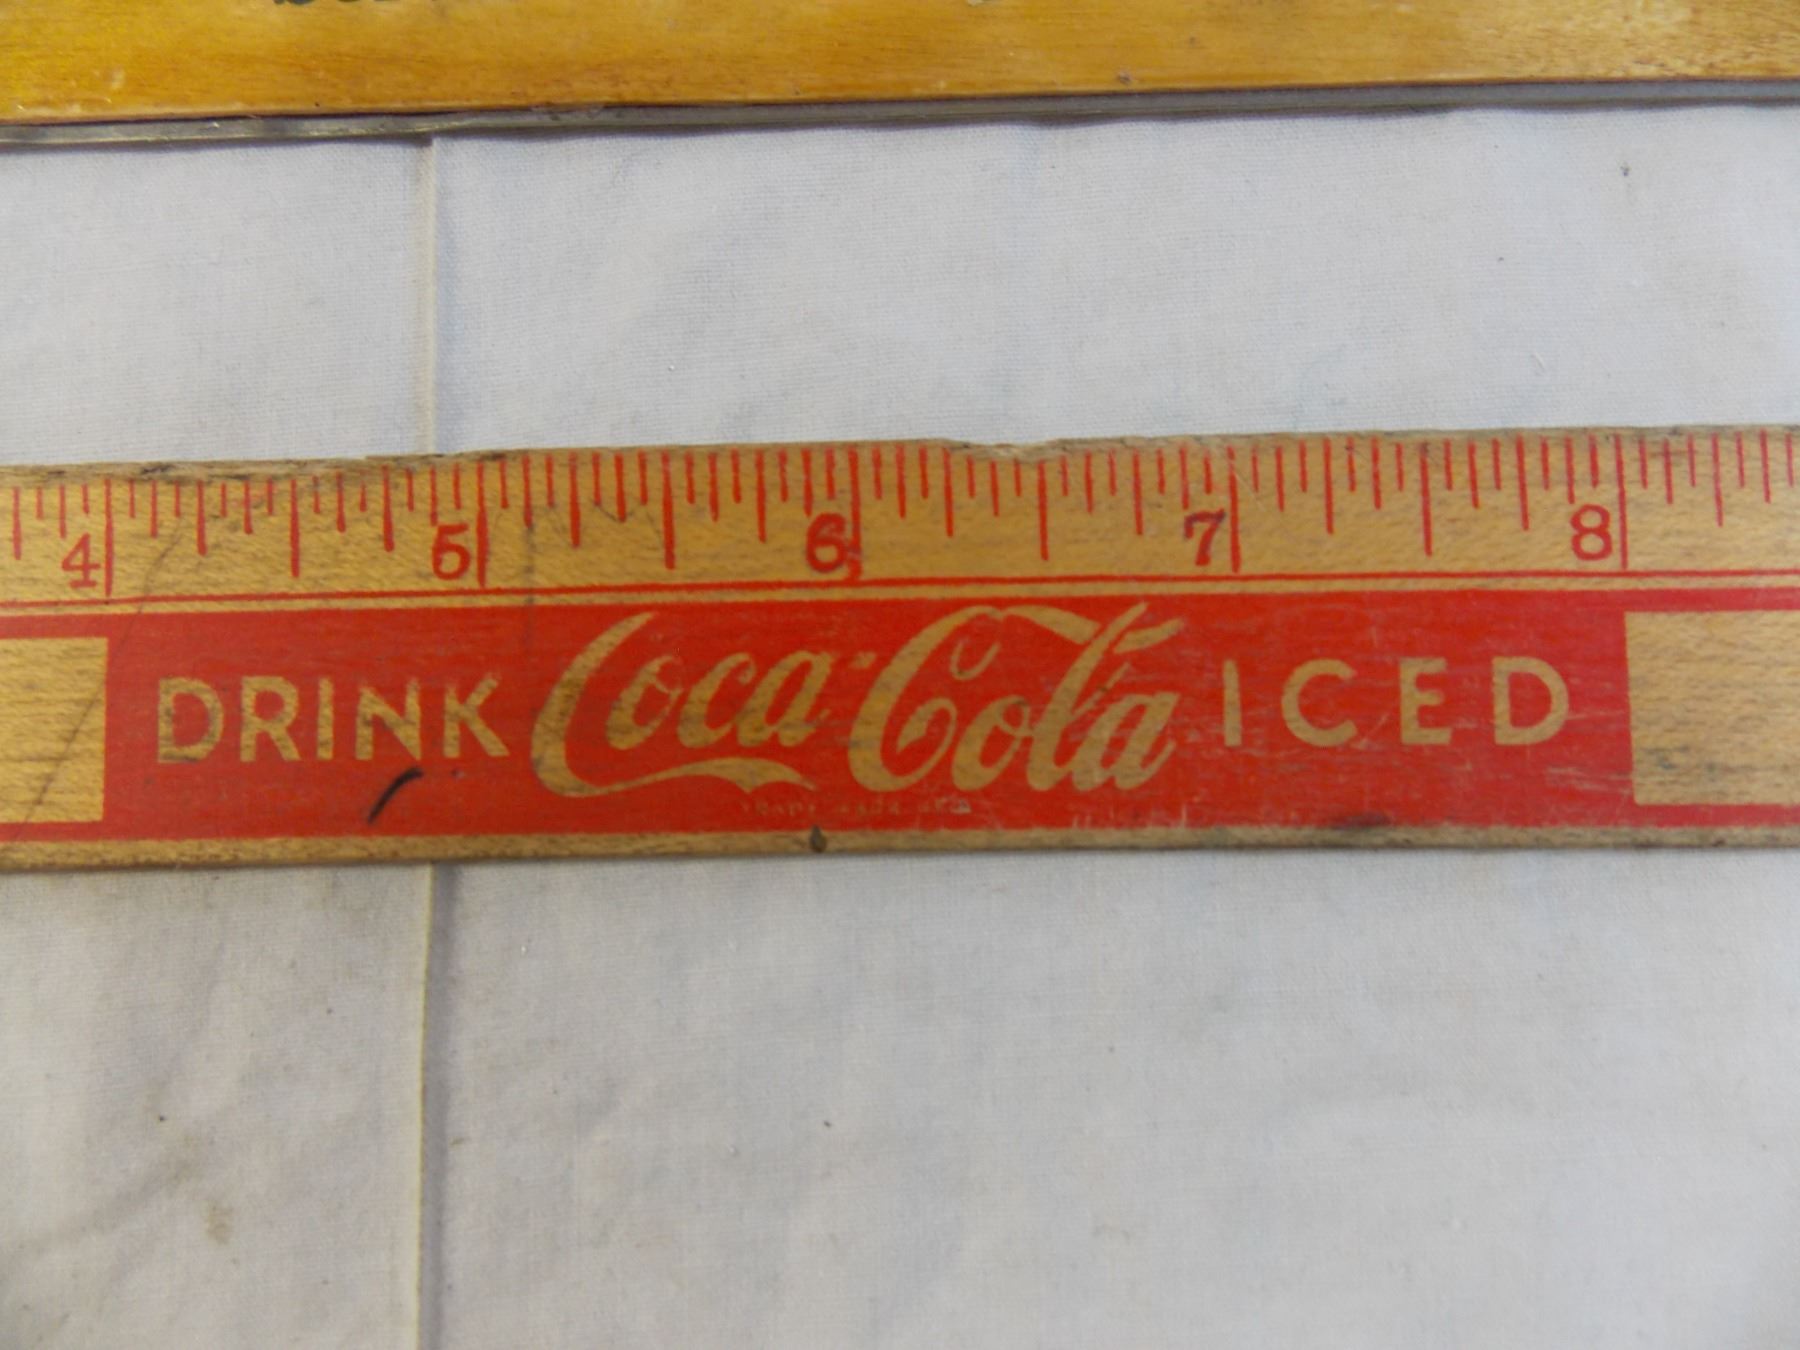 4 5 6 7 8
DRINK Coca-Cola ICED